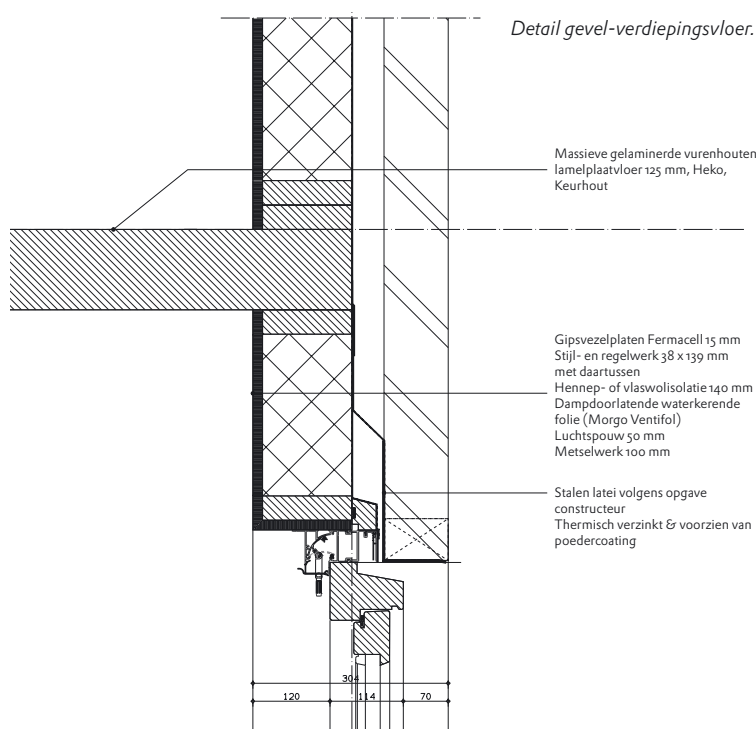 Detail gevel-verdiepingsvloer.
Massieve gelaminerde vurenhouten
lamelplaatvloer 125 mm, Heko,
Keurhout
Gipsvezelplaten Fermacell 15 mm
Stijl- en regelwerk 38 x 139 mm
met daartussen
Hennep- of vlaswolisolatie 140 mm
Dampdoorlatende waterkerende
folie (Morgo Ventifol)
Luchtspouw 50 mm
Metselwerk 100 mm
Stalen latei volgens opgave
constructeur
Thermisch verzinkt & voorzien van
poedercoating
304
120 114 70